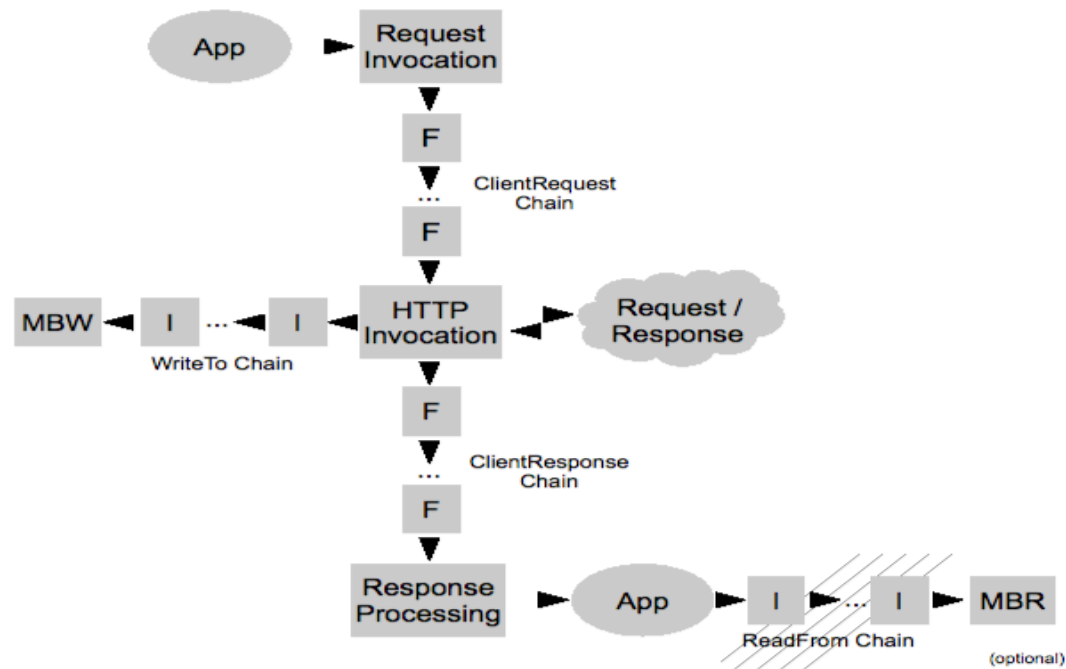 App
Request
Invocation
F
...
ClientRequest
Chain
F
MBW
I
...
I
HTTP
Invocation
Request /
Response
WriteTo Chain
F
...
ClientResponse
Chain
F
Response
Processing
App
I
...
I
MBR
ReadFrom Chain
(optional)